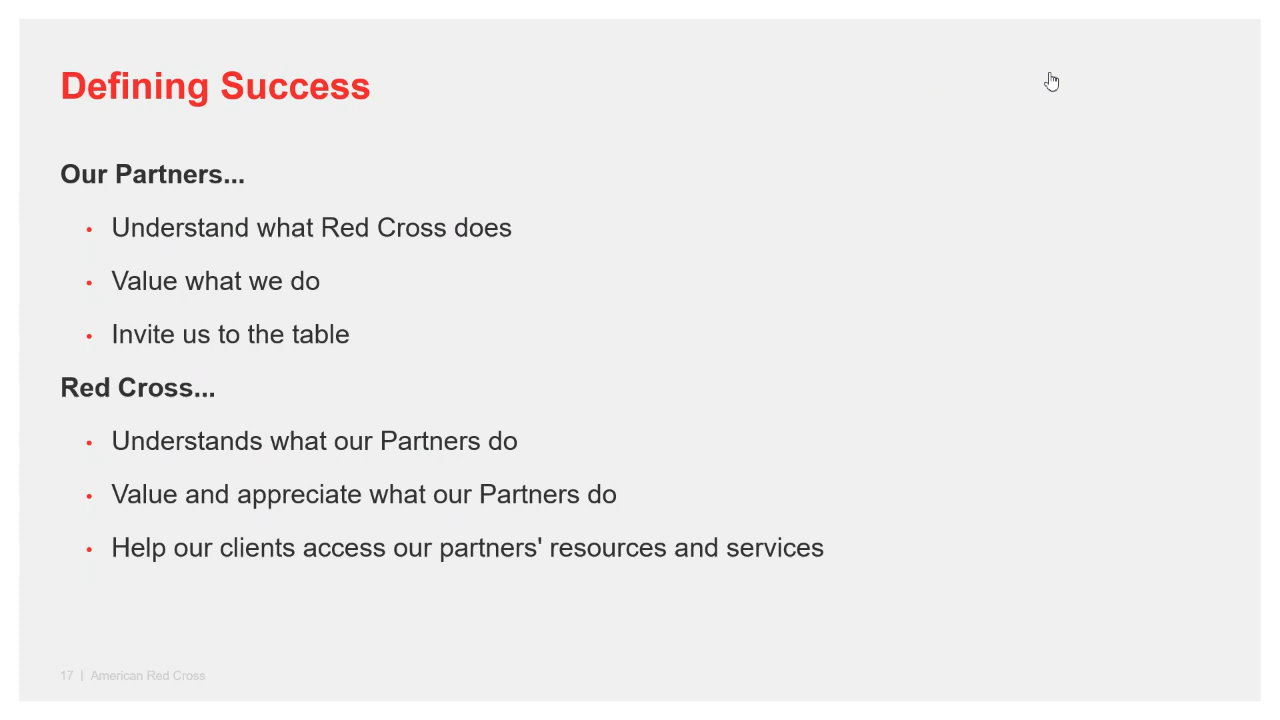 Defining Success
Our Partners...
• Understand what Red Cross does
• Value what we do
• Invite us to the table
Red Cross...
• Understands what our Partners do
• Value and appreciate what our Partners do
• Help our clients access our partners' resources and services
17 | American Red Cross